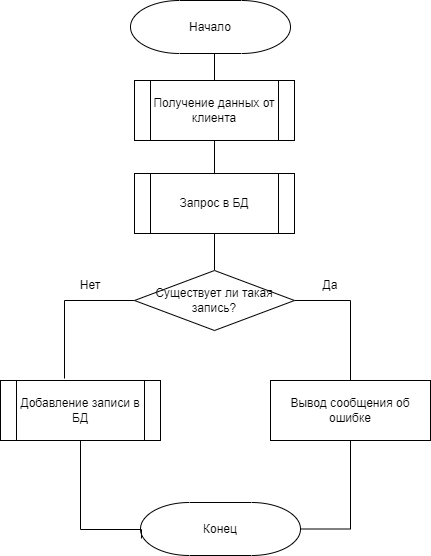 Начало
Получение данных от
клиента
Запрос в БД
Нет
Да
Существует ли такая
запись?
Добавление записи в
БД
Вывод сообщения об
ошибке
Конец